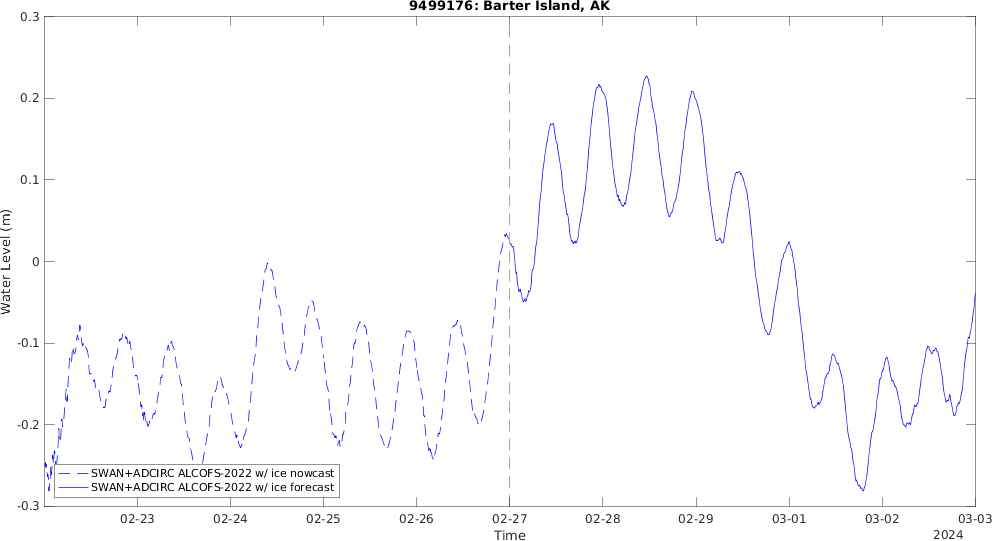 9499176: Barter Island, AK
0.3
0.2
0.1
0
-0.1
-0.2
-0.3
Water Level (m)
SWAN+ADCIRC ALCOFS-2022 w/ ice nowcast
SWAN+ADCIRC ALCOFS-2022 w/ ice forecast
02-23 02-24 02-25 02-26 02-27 02-28 02-29 03-01 03-02 03-03
Time
2024